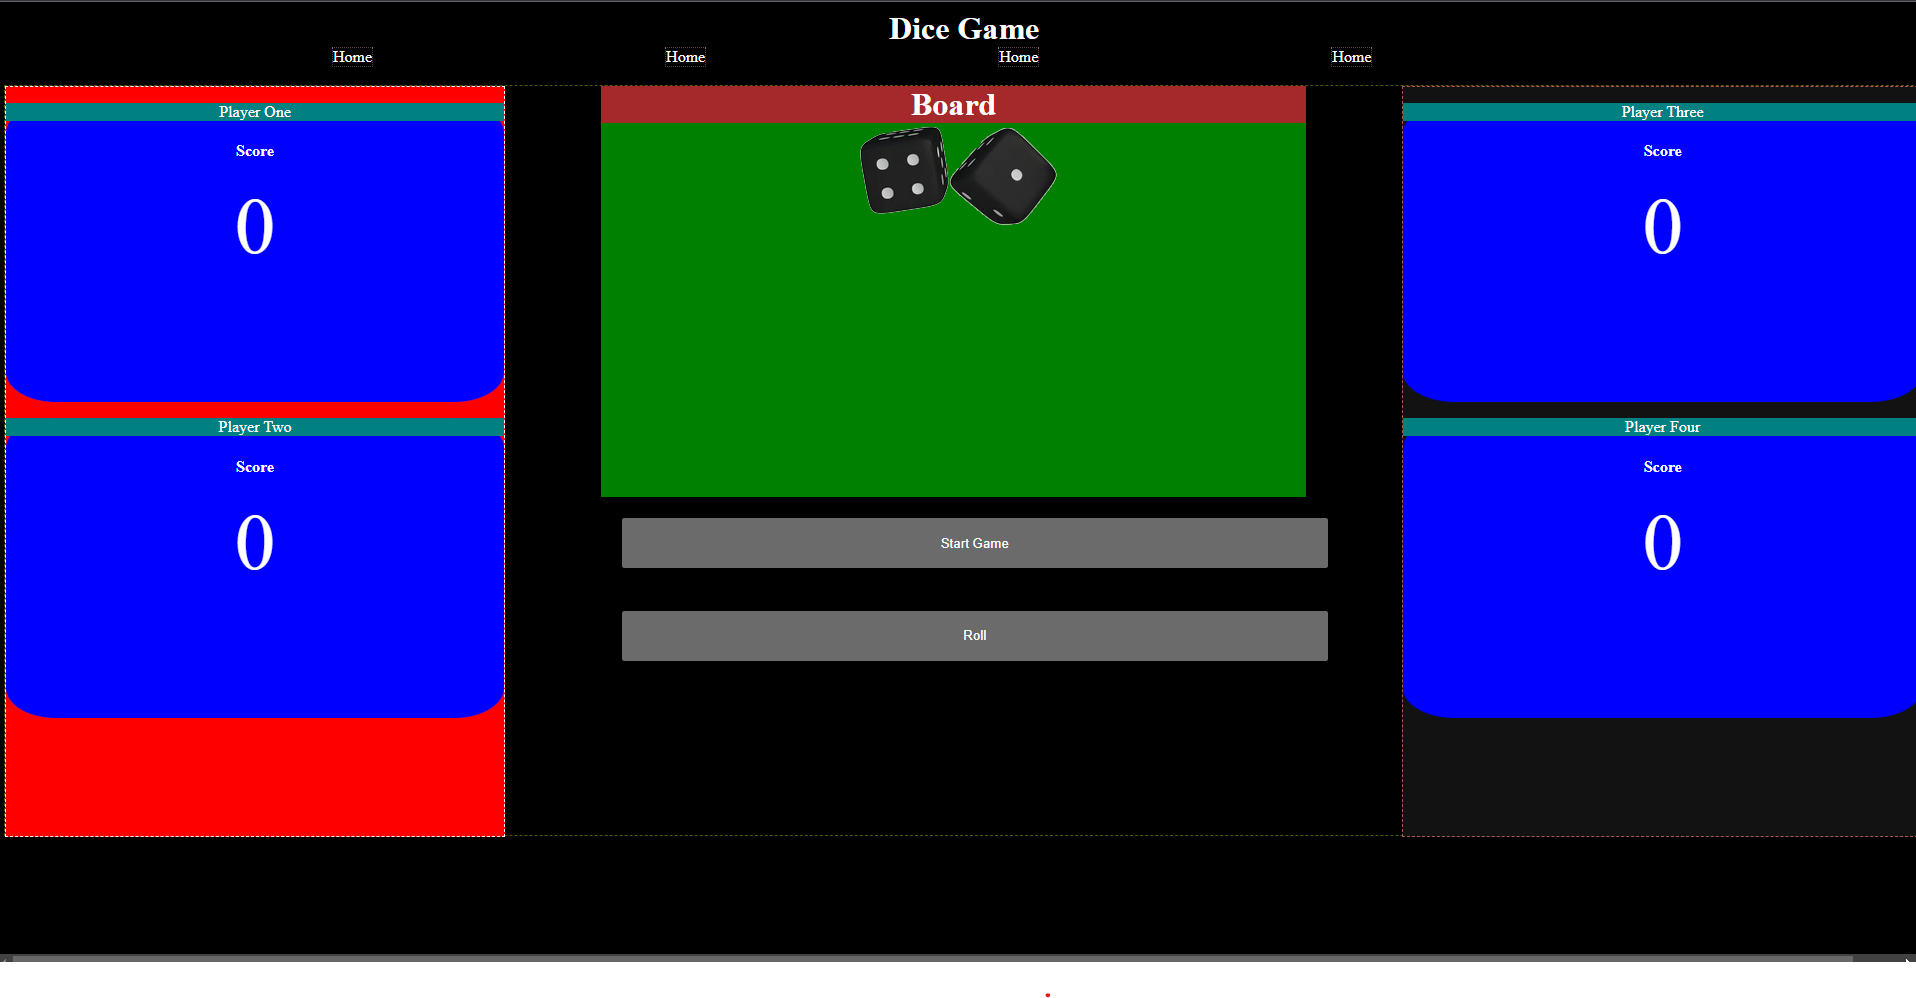 Dice Game
Home Home Home Home
Player One
Score
0
Player Two
Score
0
Board
Start Game
Roll
Player Three
Score
0
Player Four
Score
0